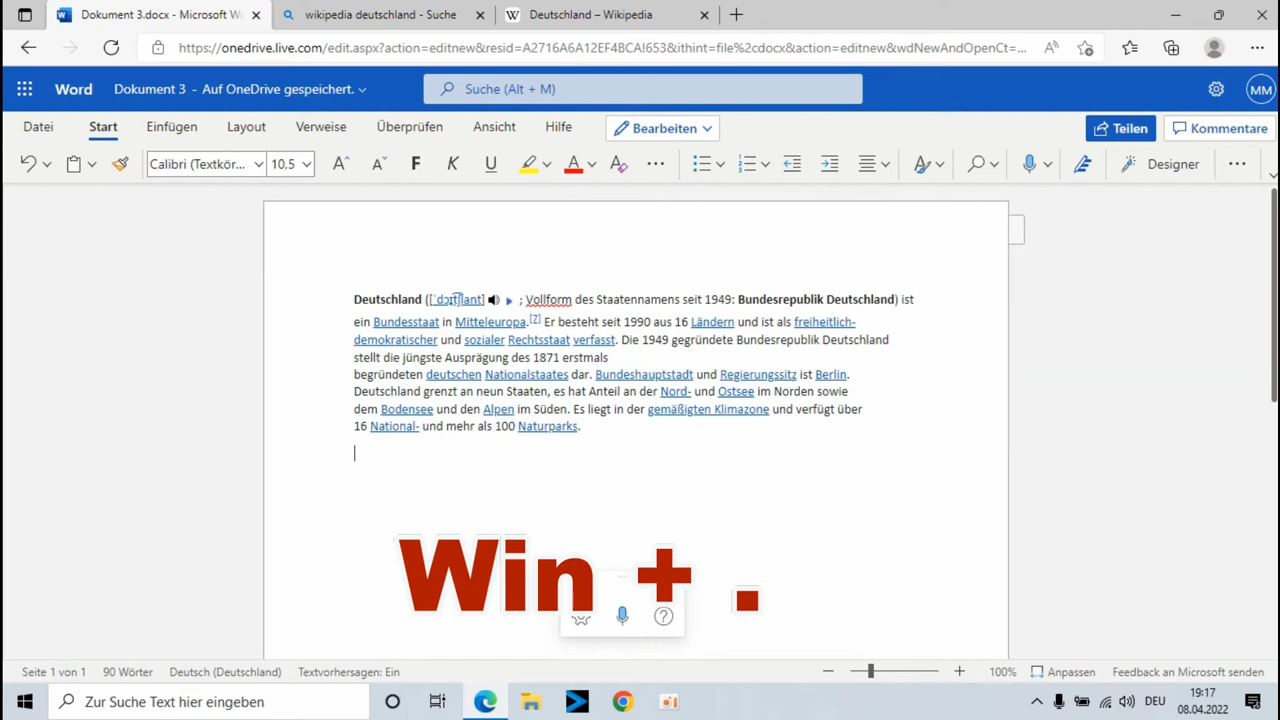 Dokument 3.docx - Microsoft W
wikipedia deutschland - Suche
Deutschland – Wikipedia
https://onedrive.live.com/edit.aspx?action=editnew&resid=A2716A6A12EF4BCA!653&ithint=file%2cdocx&action=editnew&wdNewAndOpenCt=...
Word
Dokument 3 - Auf OneDrive gespeichert.
Suche (Alt + M)
MM
Datei
Start
Einfügen
Layout
Verweise
Überprüfen
Ansicht
Hilfe
Bearbeiten
Teilen
Kommentare
Calibri (Textkör...
10,5
F
K
U
Designer
Deutschland ([ˈdɔɪ̯tʃlant] ; Vollform des Staatennamens seit 1949: Bundesrepublik Deutschland) ist
ein Bundesstaat in Mitteleuropa.[7] Er besteht seit 1990 aus 16 Ländern und ist als freiheitlich-
demokratischer und sozialer Rechtsstaat verfasst. Die 1949 gegründete Bundesrepublik Deutschland
stellt die jüngste Ausprägung des 1871 erstmals
begründeten deutschen Nationalstaates dar. Bundeshauptstadt und Regierungssitz ist Berlin.
Deutschland grenzt an neun Staaten, es hat Anteil an der Nord- und Ostsee im Norden sowie
dem Bodensee und den Alpen im Süden. Es liegt in der gemäßigten Klimazone und verfügt über
16 National- und mehr als 100 Naturparks.
Win + .
Seite 1 von 1
90 Wörter
Deutsch (Deutschland)
Textvorhersagen: Ein
100%
Anpassen
Feedback an Microsoft senden
Zur Suche Text hier eingeben
DEU
19:17
08.04.2022